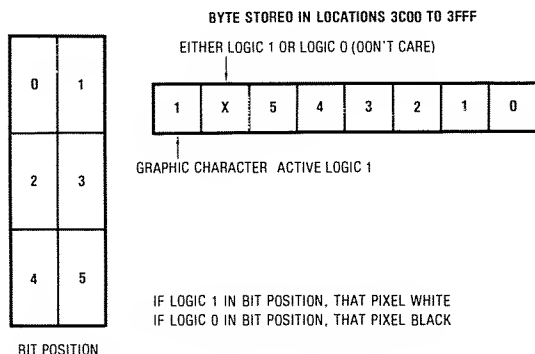 BYTE STOREO IN LOCATIONS 3C00 TO 3FFF
EITHER LOGIC 1 OR LOGIC 0 (OON'T CARE)
0 1
1 X 5 4 3 2 1 0
GRAPHIC CHARACTER ACTIVE LOGIC 1
2 3
4 5
IF LOGIC 1 IN BIT POSITION, THAT PIXEL WHITE
IF LOGIC 0 IN BIT POSITION, THAT PIXEL BLACK
BIT POSITION